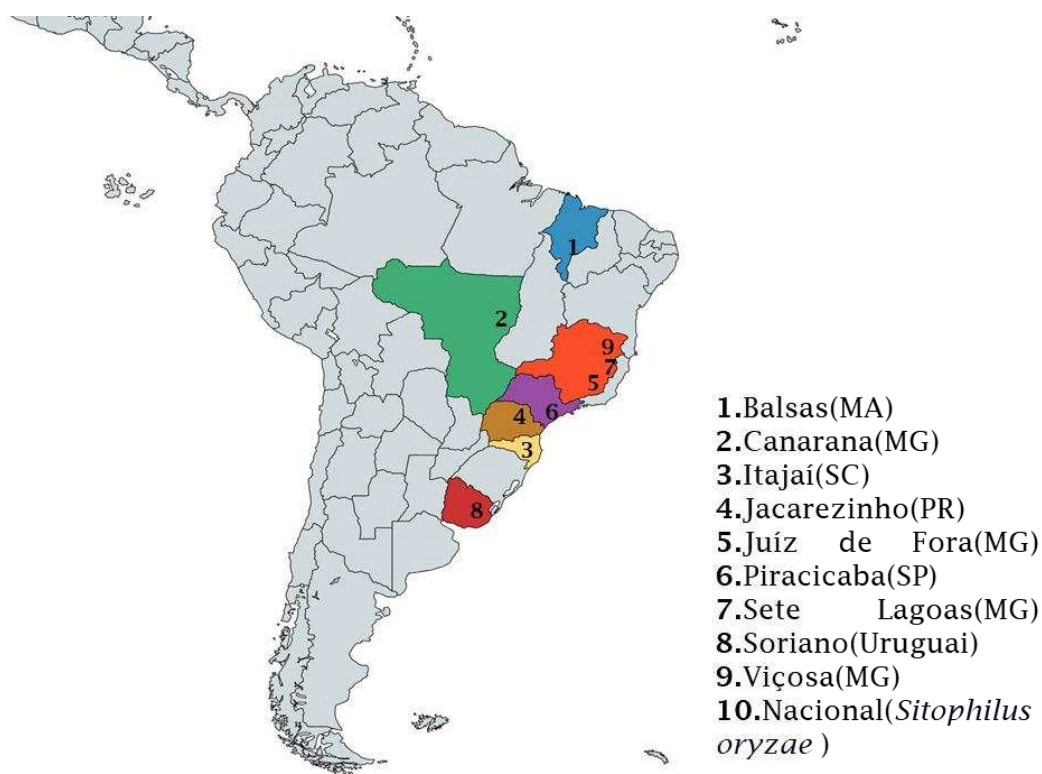 1
2
9
7
5
6
4
3
8
1.Balsas(MA)
2.Canarana(MG)
3.Itajaí(SC)
4.Jacarezinho(PR)
5.Juíz de Fora(MG)
6.Piracicaba(SP)
7.Sete Lagoas(MG)
8.Soriano(Uruguai)
9.Viçosa(MG)
10.Nacional(Sitophilus
oryzae )